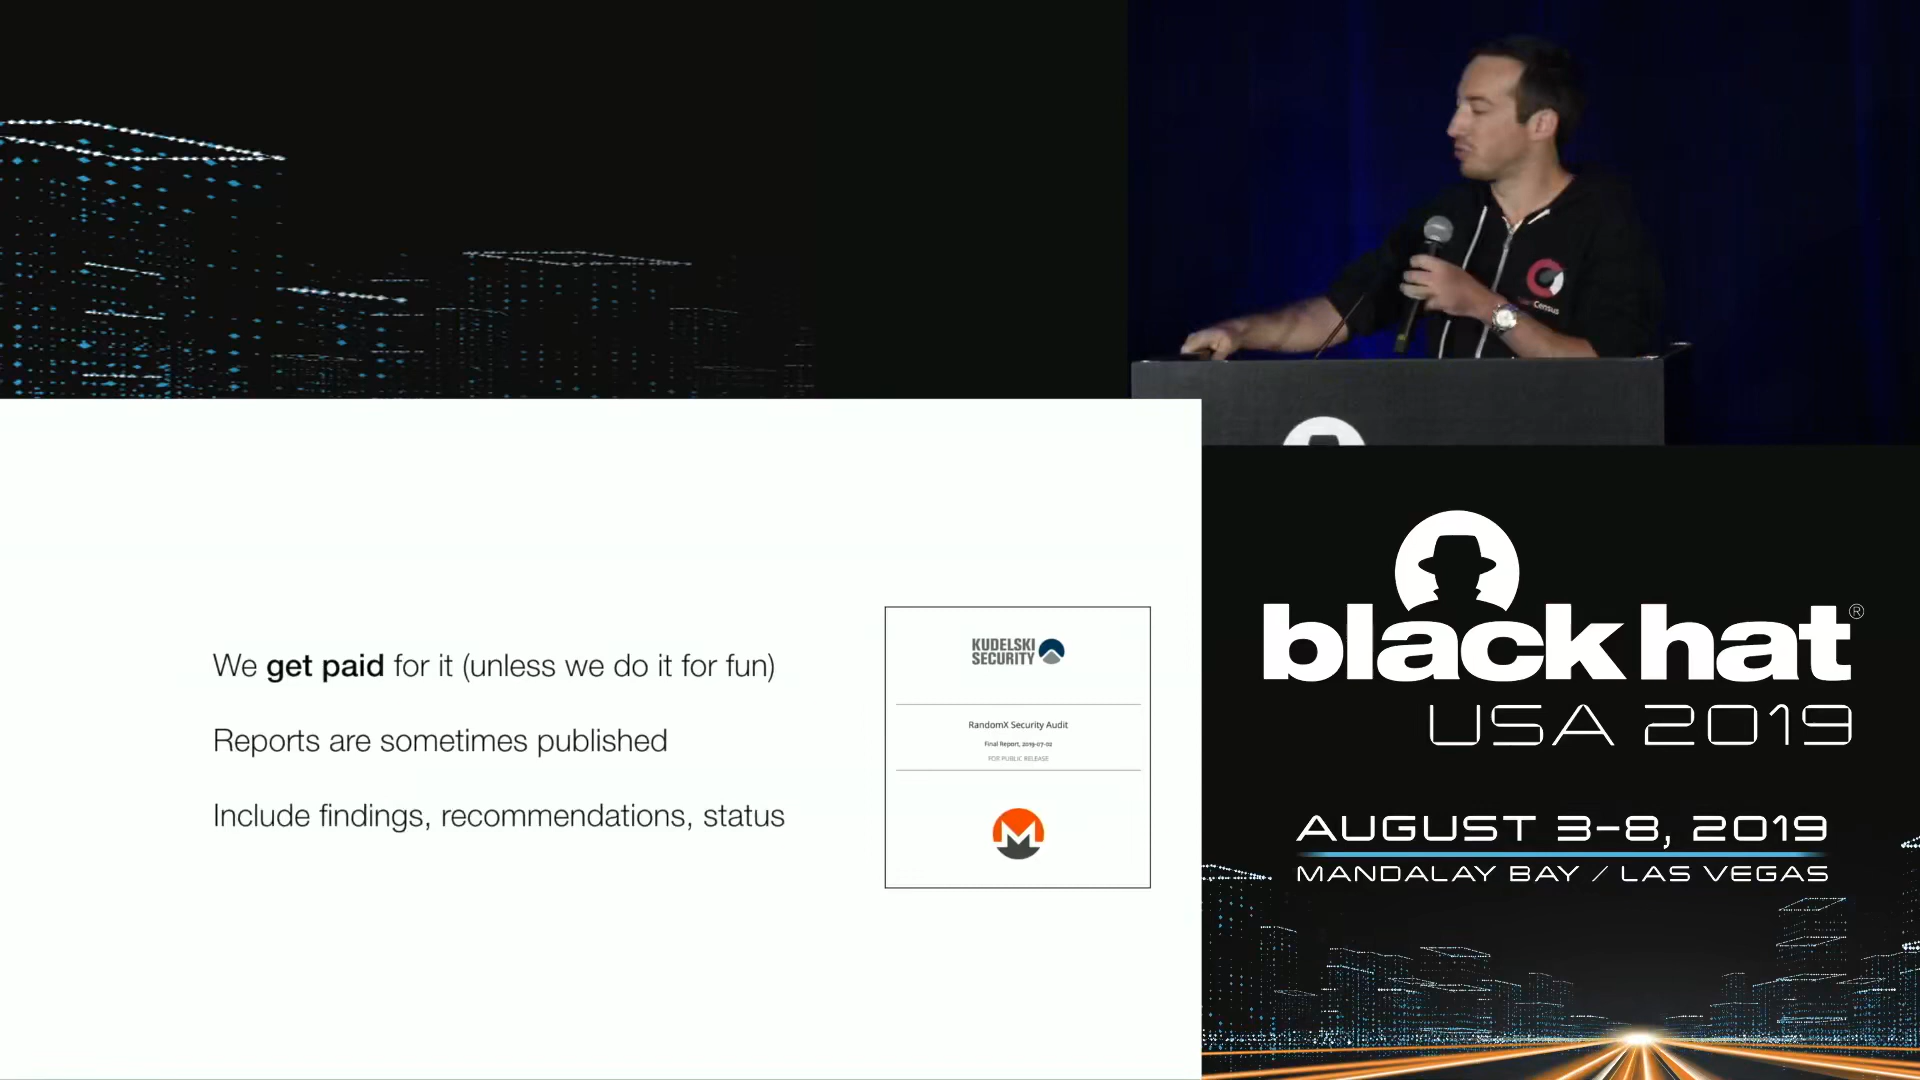 Census
We get paid for it (unless we do it for fun)
Reports are sometimes published
Include findings, recommendations, status
KUDELSKI
SECURITY
RandomX Security Audit
Final Report, 2019-07-02
FOR PUBLIC RELEASE
black hat®
USA 2019
AUGUST 3-8, 2019
MANDALAY BAY / LAS VEGAS